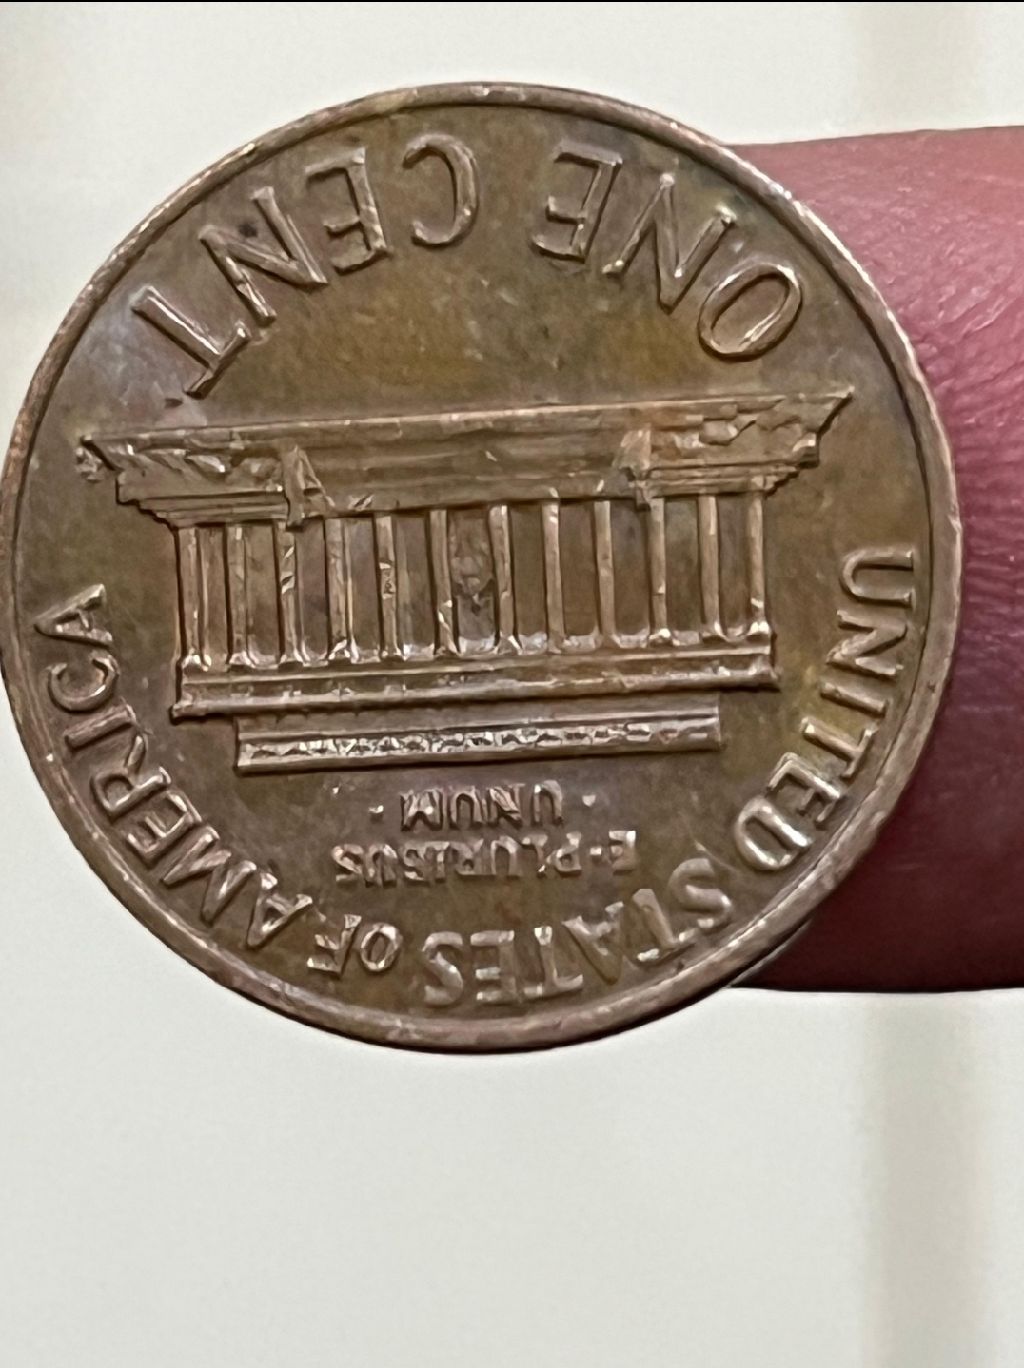 UNITED STATES OF AMERICA
E·PLURIBUS
·UNUM·
ONE CENT